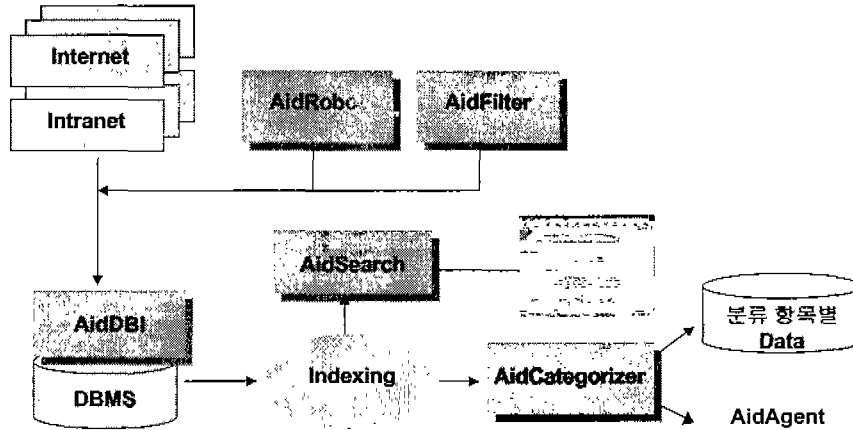 Internet
Intranet
AidRobo
AidFilter
AidSearch
AidDBI
DBMS
Indexing
AidCategorizer
분류 항목별
Data
AidAgent